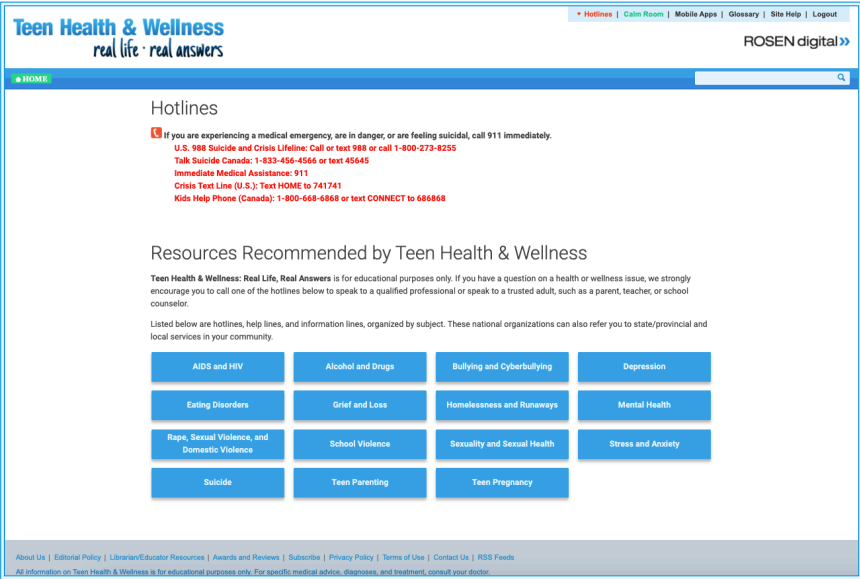 Teen Health & Wellness
real life · real answers
• Hotlines | Calm Room | Mobile Apps | Glossary | Site Help | Logout
ROSEN digital»
HOME
Hotlines
If you are experiencing a medical emergency, are in danger, or are feeling suicidal, call 911 immediately.
U.S. 988 Suicide and Crisis Lifeline: Call or text 988 or call 1-800-273-8255
Talk Suicide Canada: 1-833-456-4566 or text 45645
Immediate Medical Assistance: 911
Crisis Text Line (U.S.): Text HOME to 741741
Kids Help Phone (Canada): 1-800-668-6868 or text CONNECT to 686868
Resources Recommended by Teen Health & Wellness
Teen Health & Wellness: Real Life, Real Answers is for educational purposes only. If you have a question on a health or wellness issue, we strongly
encourage you to call one of the hotlines below to speak to a qualified professional or speak to a trusted adult, such as a parent, teacher, or school
counselor.
Listed below are hotlines, help lines, and information lines, organized by subject. These national organizations can also refer you to state/provincial and
local services in your community.
AIDS and HIV
Alcohol and Drugs
Bullying and Cyberbullying
Depression
Eating Disorders
Grief and Loss
Homelessness and Runaways
Mental Health
Rape, Sexual Violence, and
Domestic Violence
School Violence
Sexuality and Sexual Health
Stress and Anxiety
Suicide
Teen Parenting
Teen Pregnancy
About Us | Editorial Policy | Librarian/Educator Resources | Awards and Reviews | Subscribe | Privacy Policy | Terms of Use | Contact Us | RSS Feeds
All information on Teen Health & Wellness is for educational purposes only. For specific medical advice, diagnoses, and treatment, consult your doctor.